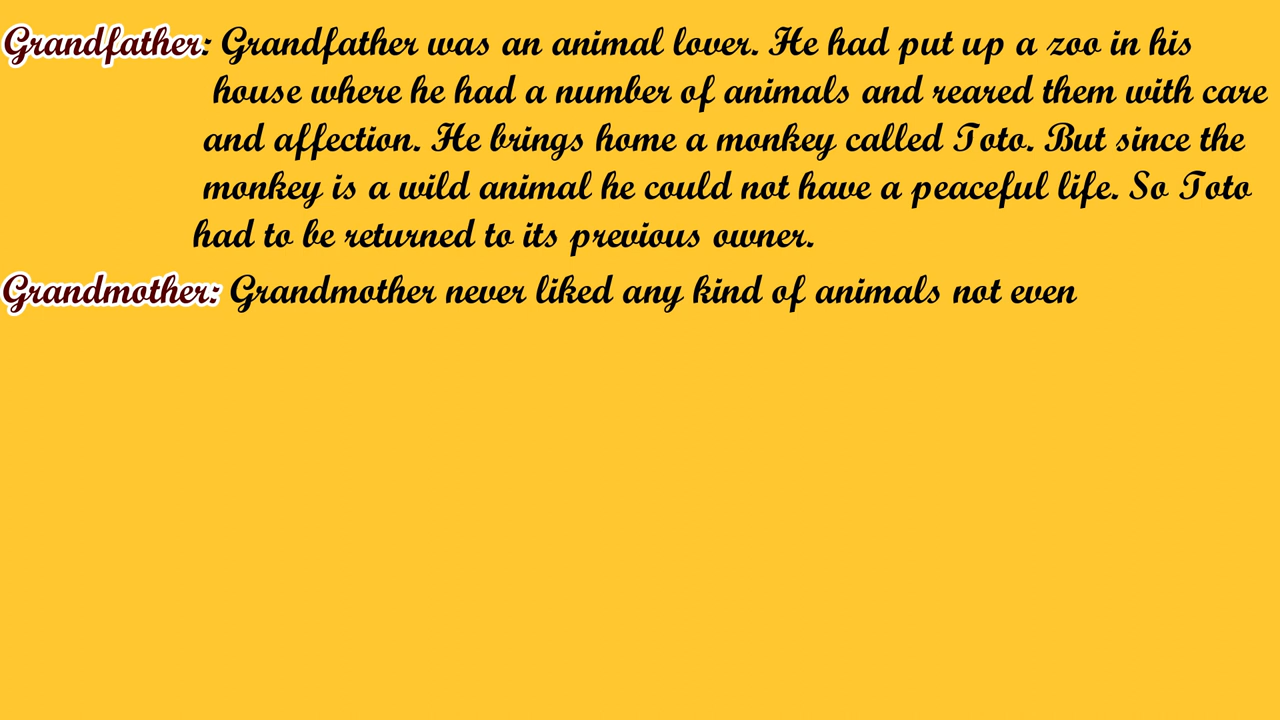 Grandfather: Grandfather was an animal lover. He had put up a zoo in his
house where he had a number of animals and reared them with care
and affection. He brings home a monkey called Toto. But since the
monkey is a wild animal he could not have a peaceful life. So Toto
had to be returned to its previous owner.
Grandmother: Grandmother never liked any kind of animals not even